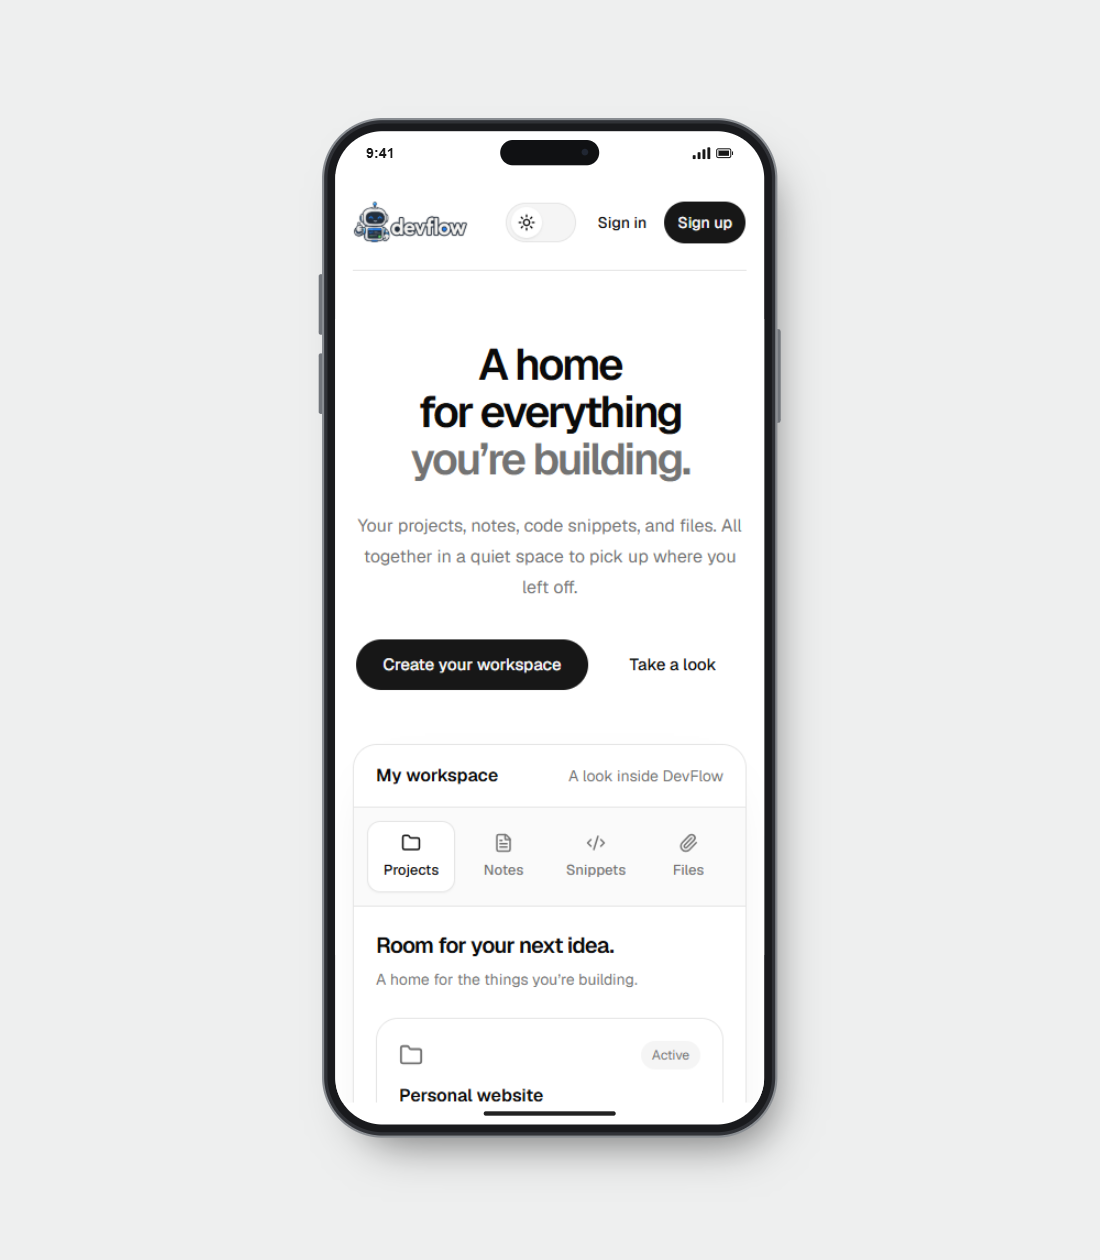 9:41
devflow
Sign in
Sign up
A home
for everything
you’re building.
Your projects, notes, code snippets, and files. All
together in a quiet space to pick up where you
left off.
Create your workspace
Take a look
My workspace
A look inside DevFlow
Projects
Notes
Snippets
Files
Room for your next idea.
A home for the things you’re building.
Active
Personal website